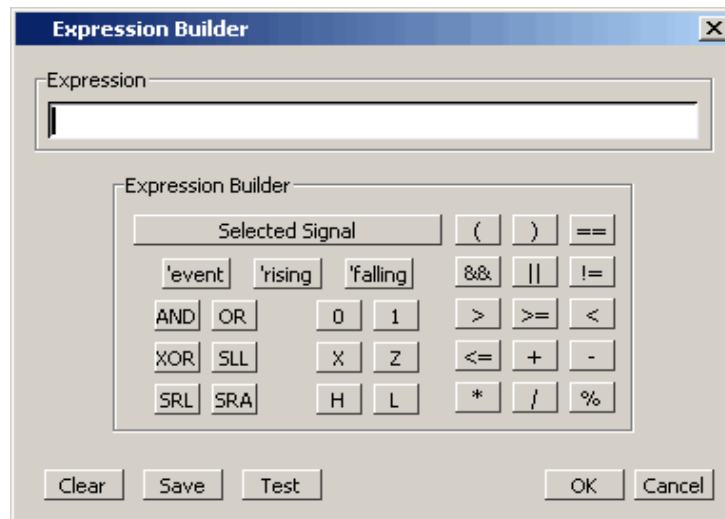 Expression Builder
Expression
Expression Builder
Selected Signal ( ) ==
'event 'rising 'falling && || !=
AND OR 0 1 > >= <
XOR SLL X Z <= + -
SRL SRA H L * / %
Clear Save Test OK Cancel